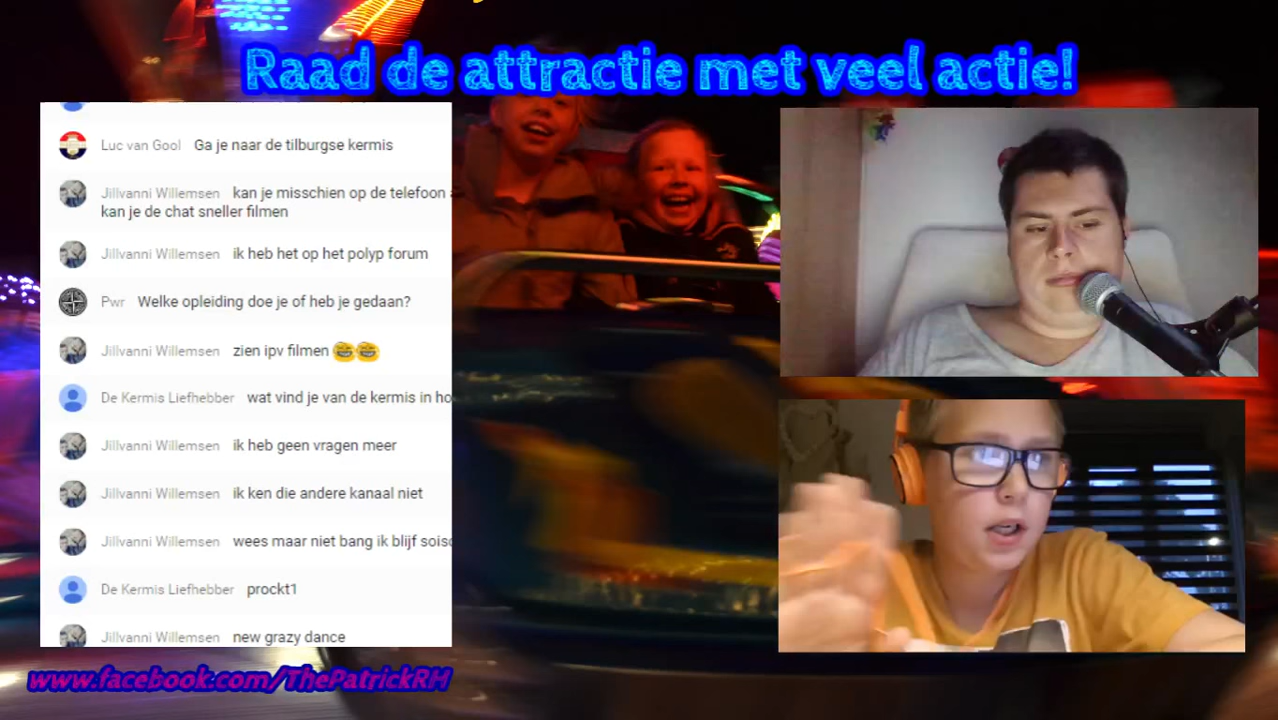 Raad de attractie met veel actie!
Luc van Gool Ga je naar de tilburgse kermis
Jillvanni Willemsen kan je misschien op de telefoon
kan je de chat sneller filmen
Jillvanni Willemsen ik heb het op het polyp forum
Pwr Welke opleiding doe je of heb je gedaan?
Jillvanni Willemsen zien ipv filmen
De Kermis Liefhebber wat vind je van de kermis in ho
Jillvanni Willemsen ik heb geen vragen meer
Jillvanni Willemsen ik ken die andere kanaal niet
Jillvanni Willemsen wees maar niet bang ik blijf
De Kermis Liefhebber prockt1
Jillvanni Willemsen new grazy dance
www.facebook.com/ThePatrickRH